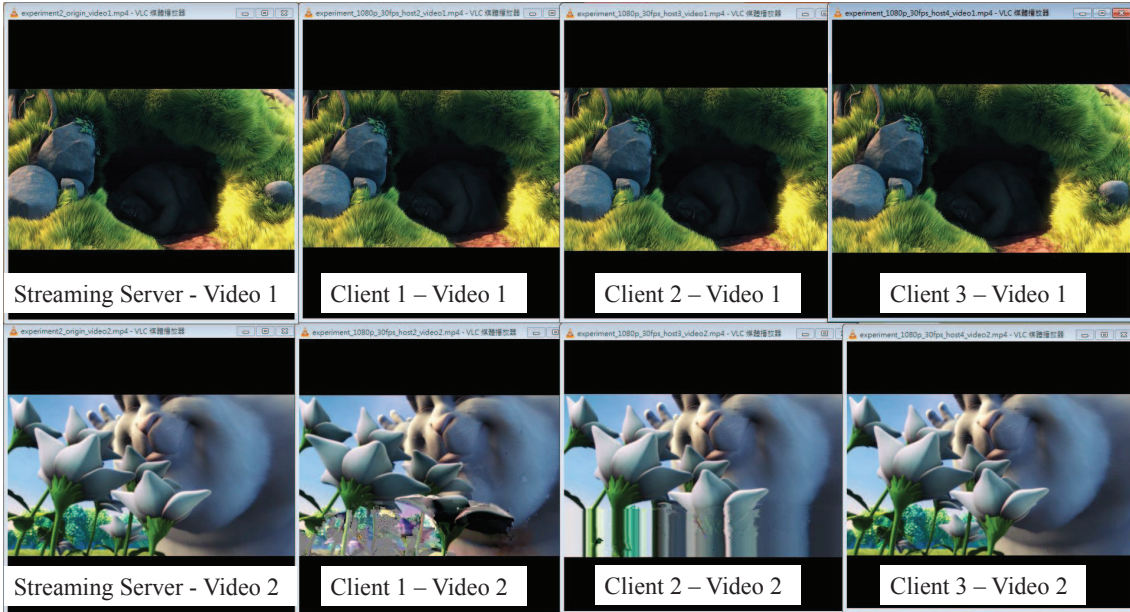 experiment2_origin_video1.mp4 - VLC 媒體播放器
experiment_1080p_30fps_host2_video1.mp4 - VLC 媒體播放器
experiment_1080p_30fps_host3_video1.mp4 - VLC 媒體播放器
experiment_1080p_30fps_host4_video1.mp4 - VLC 媒體播放器
Streaming Server - Video 1
Client 1 – Video 1
Client 2 – Video 1
Client 3 – Video 1
experiment2_origin_video2.mp4 - VLC 媒體播放器
experiment_1080p_30fps_host2_video2.mp4 - VLC 媒體播放器
experiment_1080p_30fps_host3_video2.mp4 - VLC 媒體播放器
experiment_1080p_30fps_host4_video2.mp4 - VLC 媒體播放器
Streaming Server - Video 2
Client 1 – Video 2
Client 2 – Video 2
Client 3 – Video 2